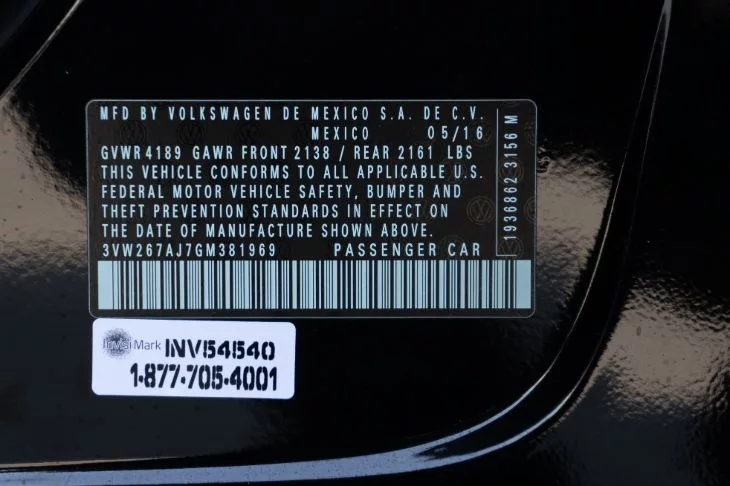 MFD BY VOLKSWAGEN DE MEXICO S.A. DE C.V.
MEXICO 05/16
GVWR 4189 GAWR FRONT 2138 / REAR 2161 LBS
THIS VEHICLE CONFORMS TO ALL APPLICABLE U.S.
FEDERAL MOTOR VEHICLE SAFETY, BUMPER AND
THEFT PREVENTION STANDARDS IN EFFECT ON
THE DATE OF MANUFACTURE SHOWN ABOVE.
3VW267AJ7GM381969 PASSENGER CAR
1936862 3156 M
Mark INV54540
1-877-705-4001